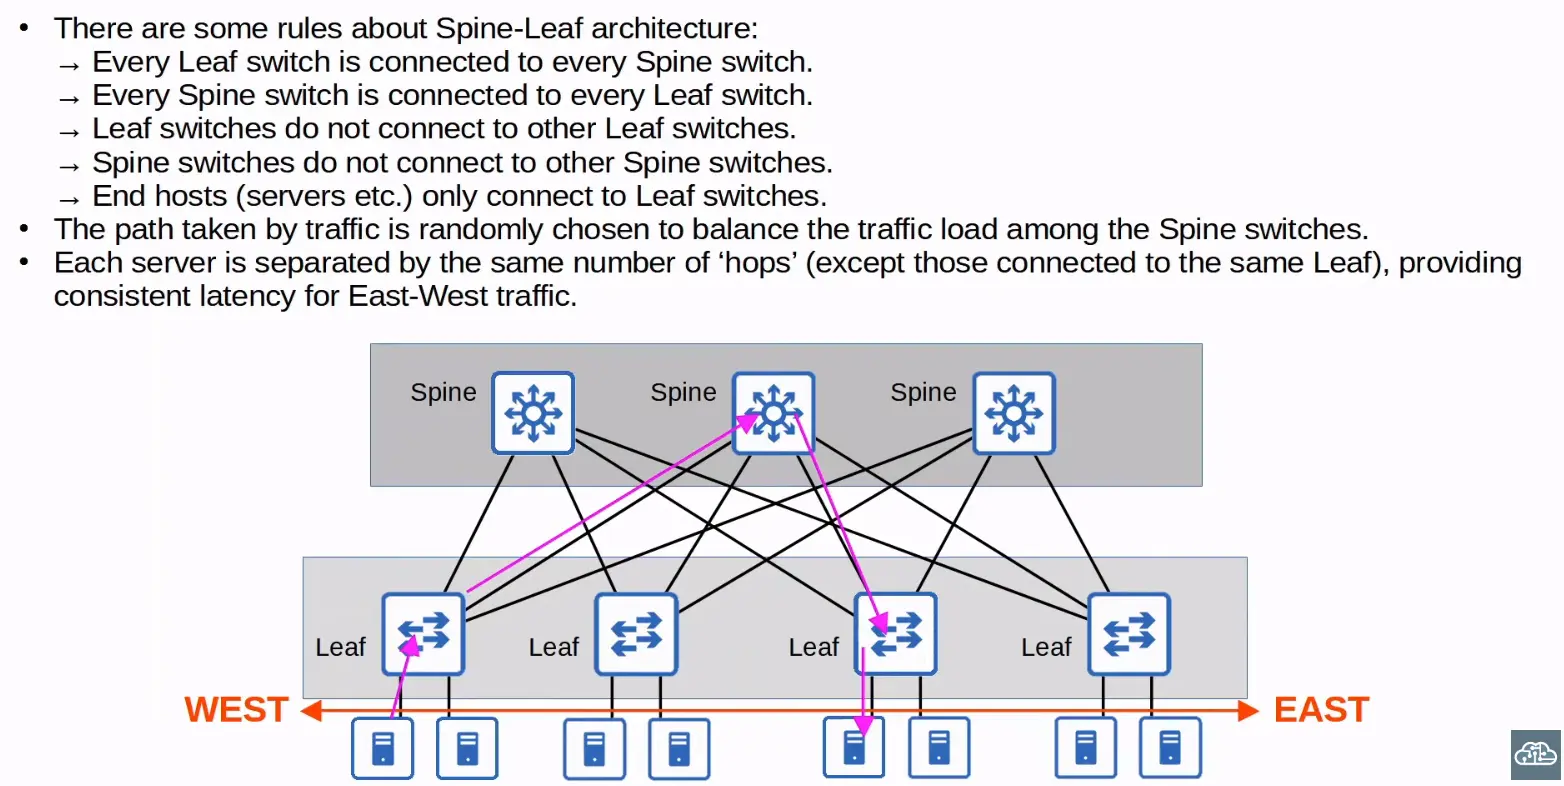 • There are some rules about Spine-Leaf architecture:
→ Every Leaf switch is connected to every Spine switch.
→ Every Spine switch is connected to every Leaf switch.
→ Leaf switches do not connect to other Leaf switches.
→ Spine switches do not connect to other Spine switches.
→ End hosts (servers etc.) only connect to Leaf switches.
• The path taken by traffic is randomly chosen to balance the traffic load among the Spine switches.
• Each server is separated by the same number of ‘hops’ (except those connected to the same Leaf), providing
consistent latency for East-West traffic.
Spine
Spine
Spine
Leaf
Leaf
Leaf
Leaf
WEST
EAST